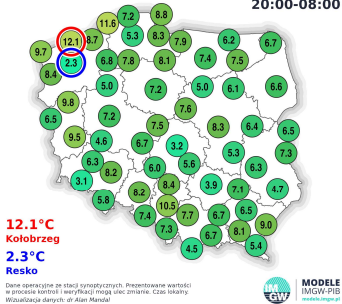 20:00-08:00
11.6 7.2 8.8
12.1 8.7 5.3 8.3 7.9 6.2 6.7
9.7 2.3 6.8 7.8 8.1 7.4 7.5
8.4 5.0 7.2 5.0 6.1 6.6
9.8 7.6
6.5 7.2 7.5 8.3 6.4 6.5
9.5 4.6 6.7 3.2 5.3 7.3
6.3 8.2 6.0 5.6 6.3
3.1 8.2 8.4 3.9 7.1 4.7
5.8 10.5
7.4 7.7 6.7 6.5
7.3 6.7 8.1 9.0
4.5 5.4
12.1°C
Kołobrzeg
2.3°C
Resko
Dane operacyjne ze stacji synoptycznych. Prezentowane wartości
w procesie kontroli i weryfikacji mogą ulec zmianie. Czas lokalny.
Wizualizacja danych: dr Alan Mandal
IM
GW
MODELE
IMGW-PIB
modele.imgw.pl